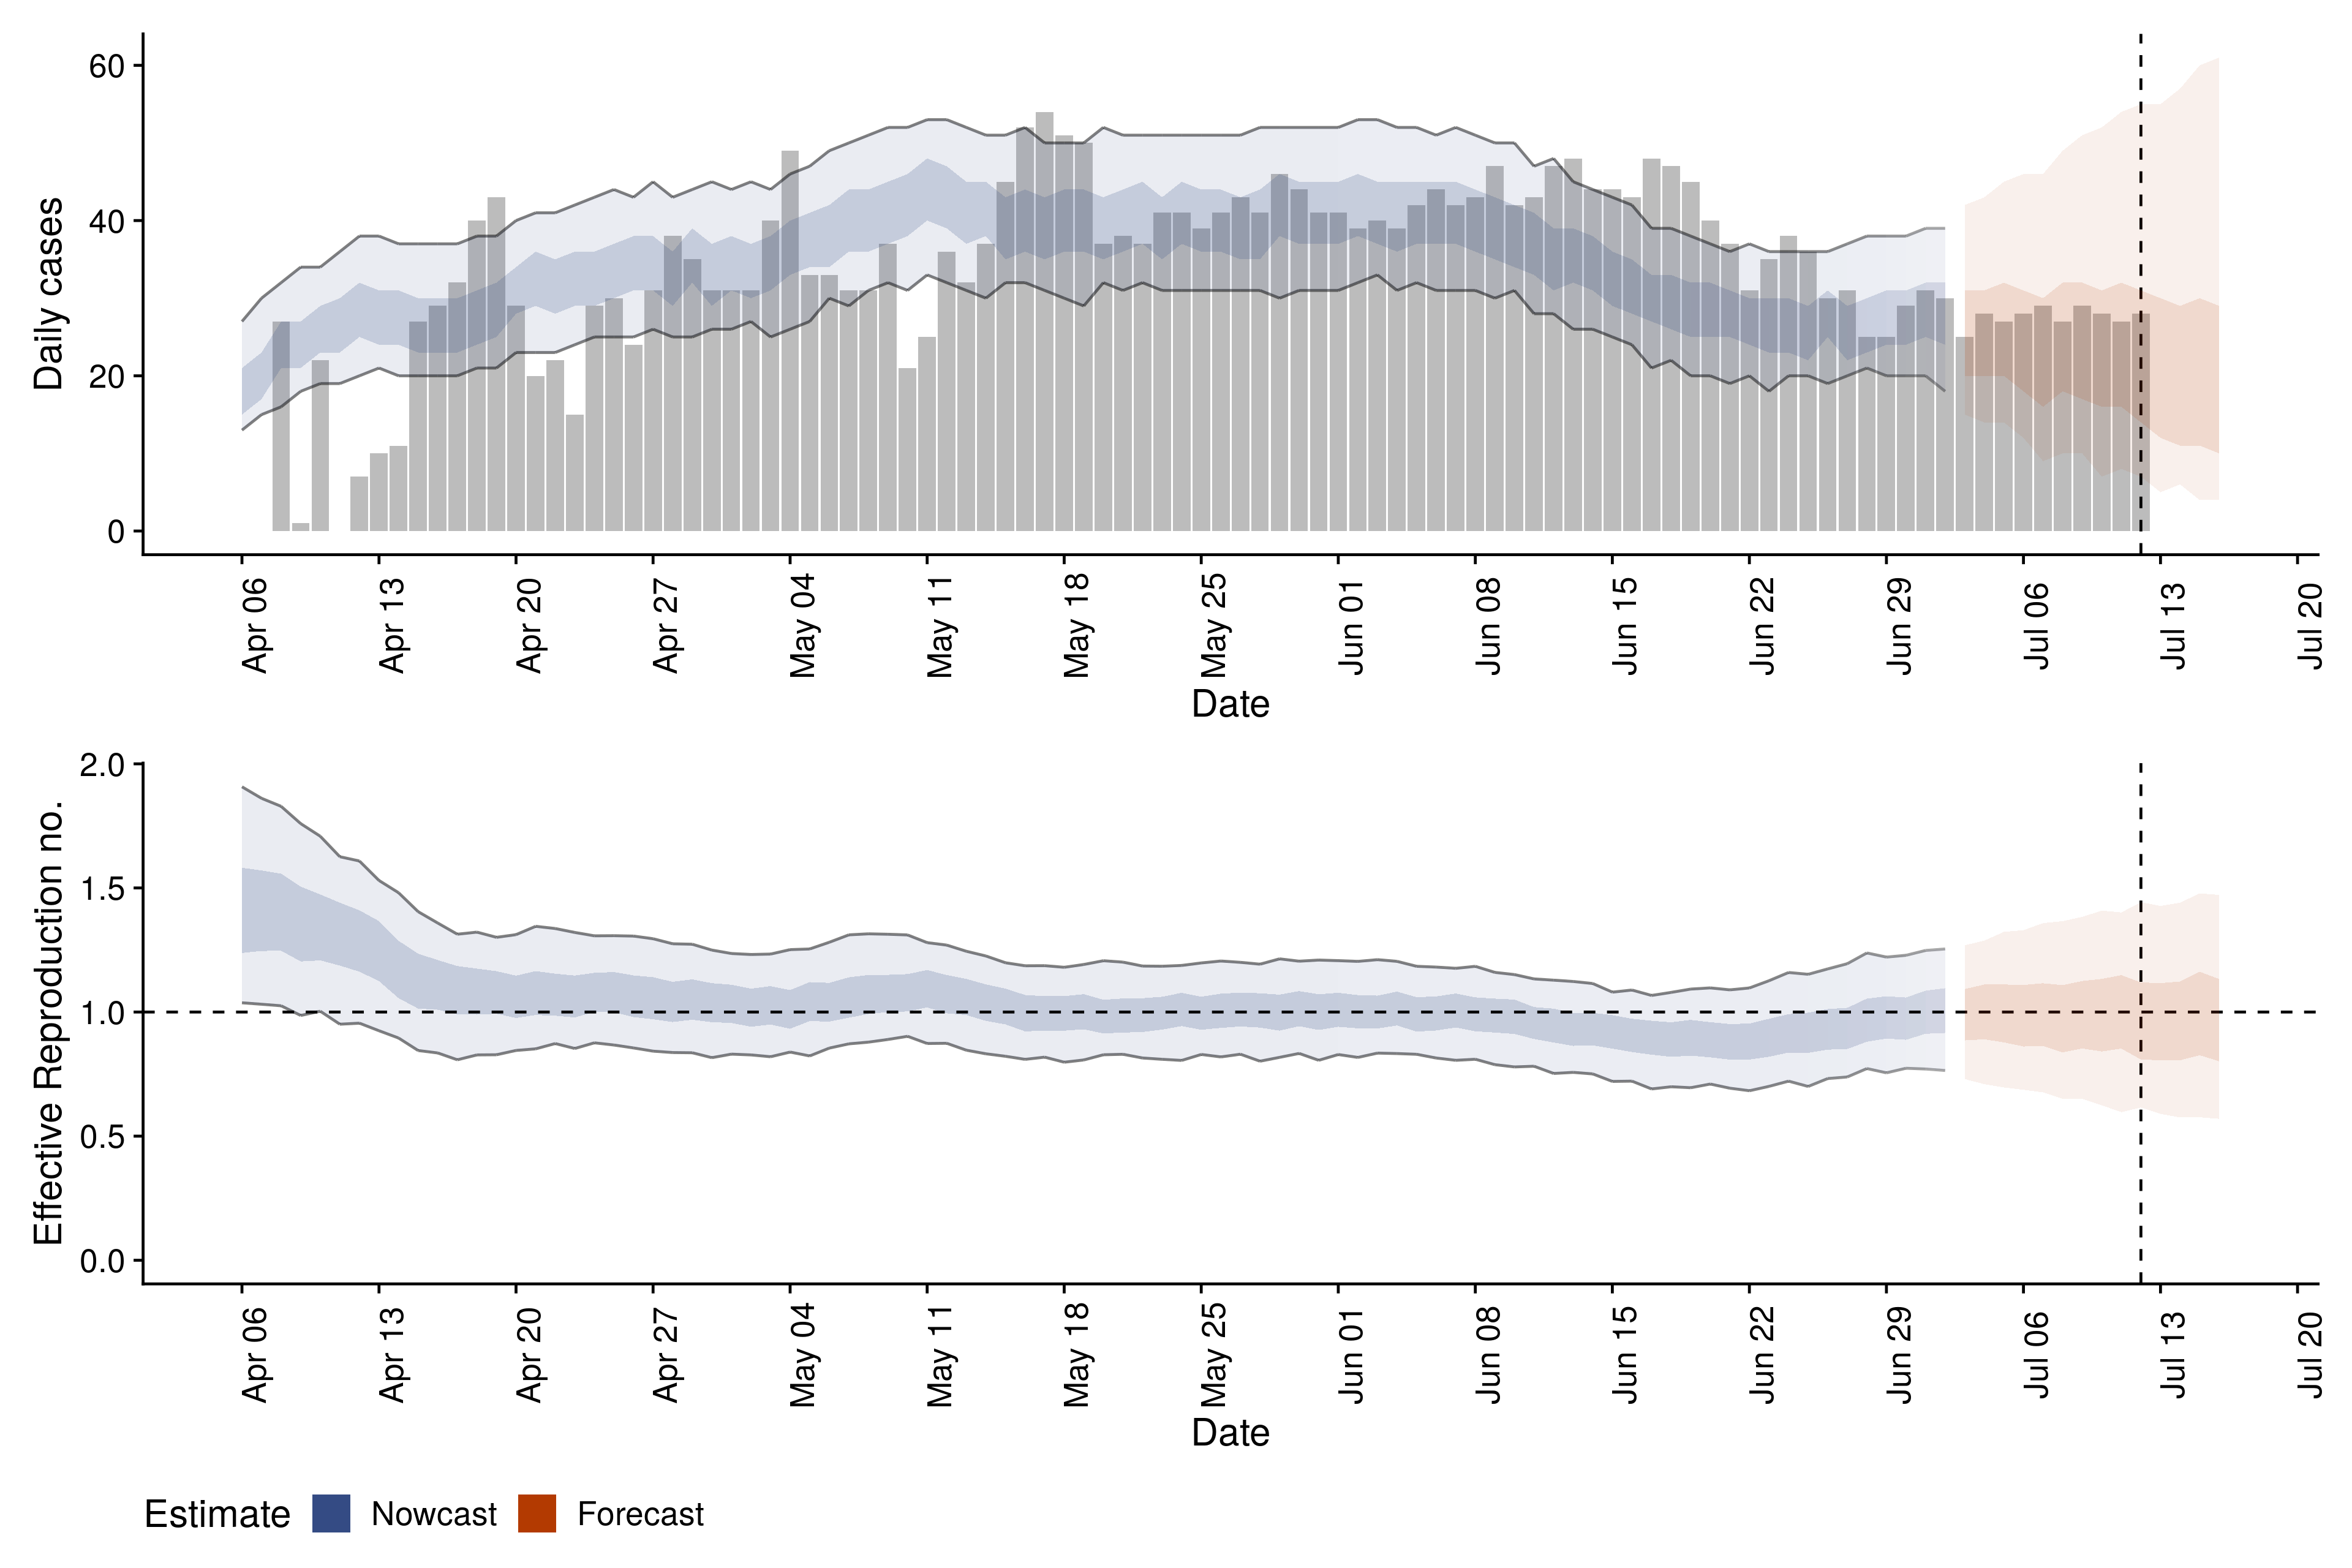 60
40
20
0
Daily cases
Apr 06
Apr 13
Apr 20
Apr 27
May 04
May 11
May 18
May 25
Jun 01
Jun 08
Jun 15
Jun 22
Jun 29
Jul 06
Jul 13
Jul 20
Date
2.0
1.5
1.0
0.5
0.0
Effective Reproduction no.
Apr 06
Apr 13
Apr 20
Apr 27
May 04
May 11
May 18
May 25
Jun 01
Jun 08
Jun 15
Jun 22
Jun 29
Jul 06
Jul 13
Jul 20
Date
Estimate Nowcast Forecast